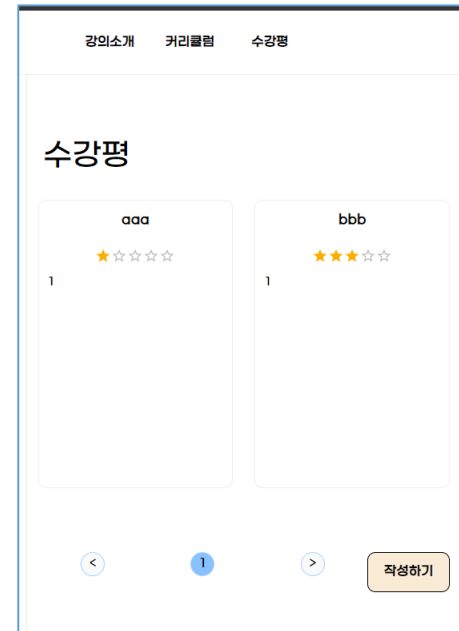 강의소개 커리큘럼 수강평
수강평
aaa bbb
1 1
< 1 > 작성하기